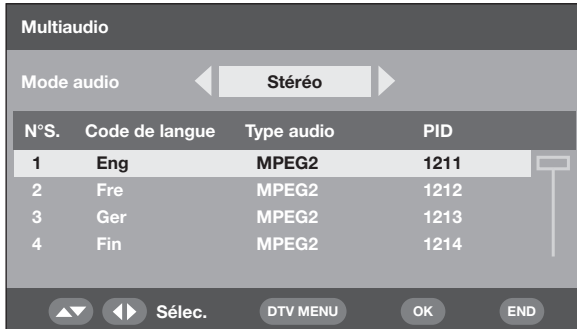 Multiaudio
Mode audio Stéréo
N°S. Code de langue Type audio PID
1 Eng MPEG2 1211
2 Fre MPEG2 1212
3 Ger MPEG2 1213
4 Fin MPEG2 1214
Sélec. DTV MENU OK END